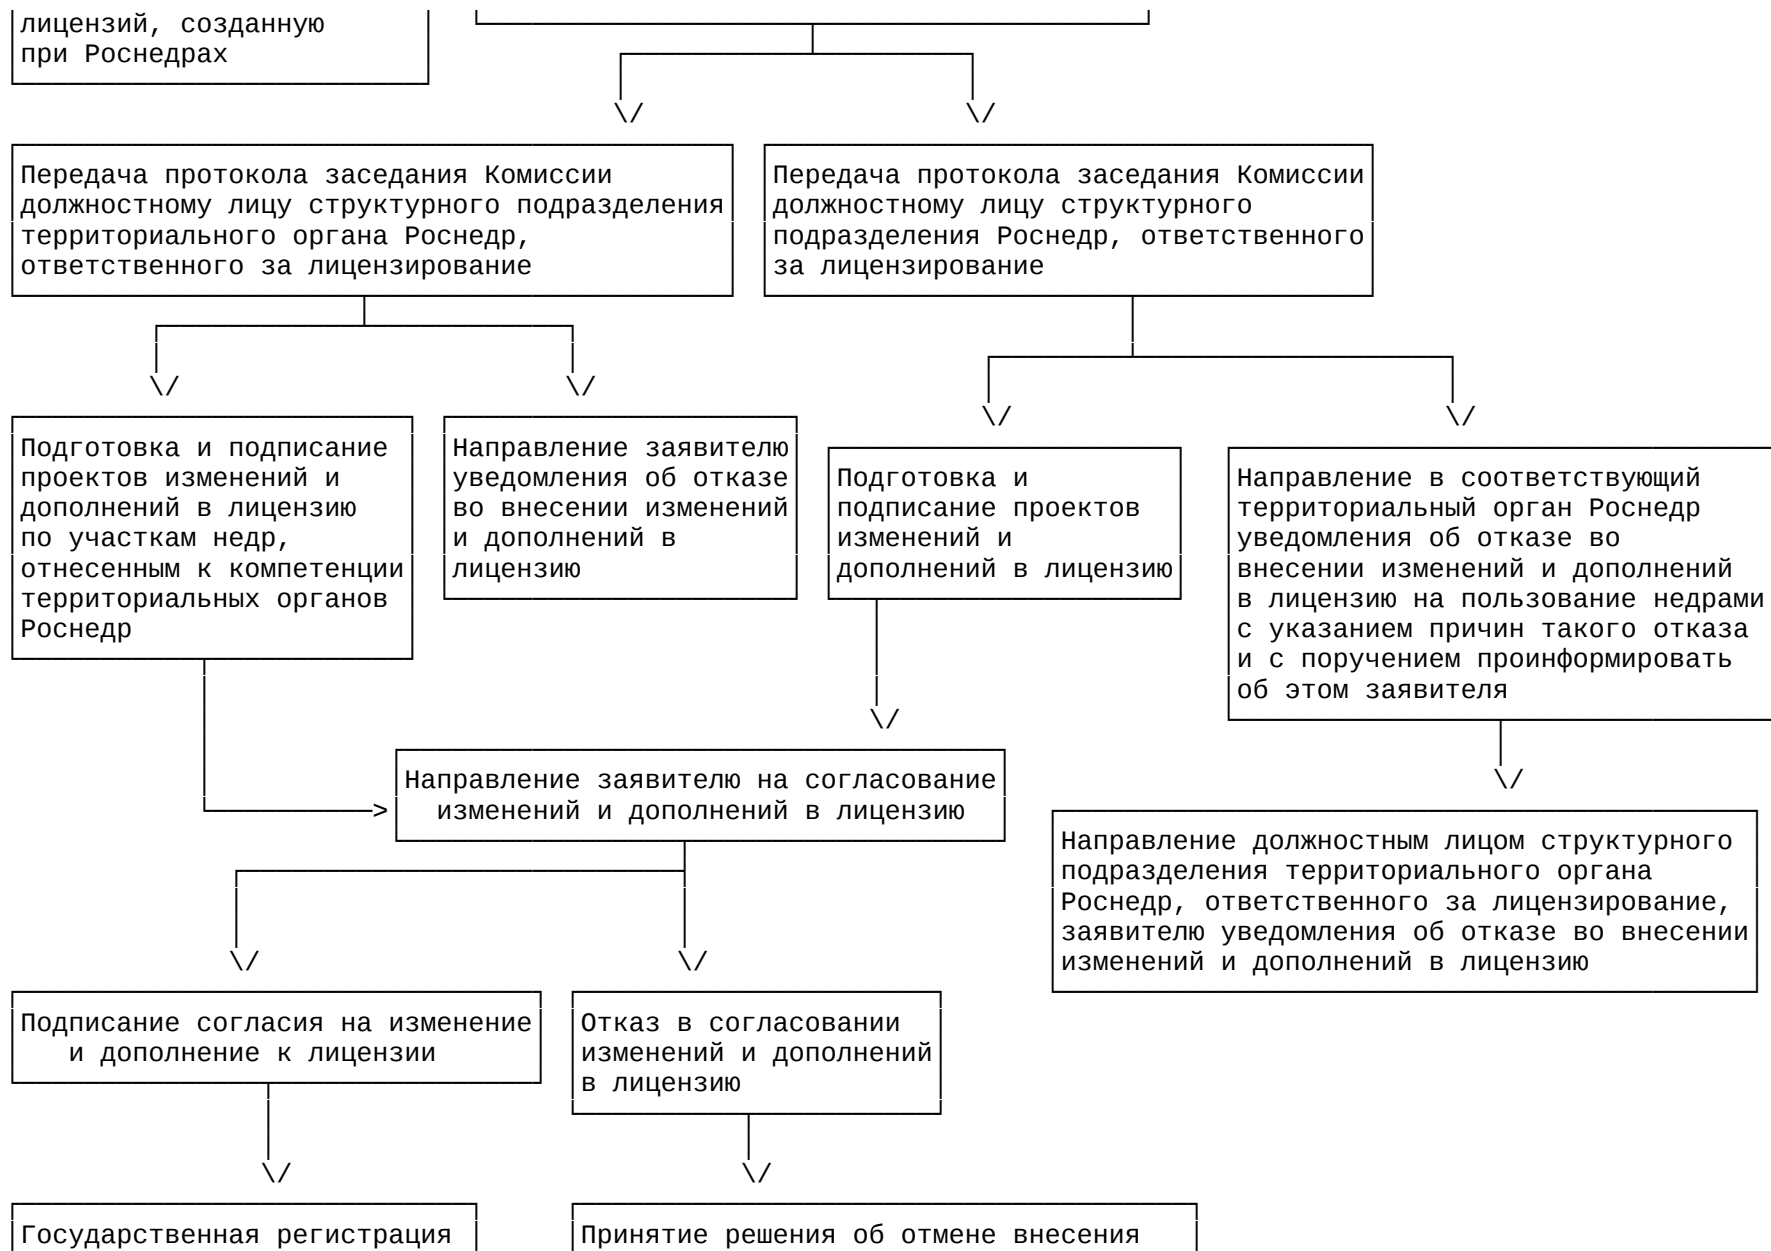 лицензий, созданную
при Роснедрах
Передача протокола заседания Комиссии
должностному лицу структурного подразделения
территориального органа Роснедр,
ответственного за лицензирование
Передача протокола заседания Комиссии
должностному лицу структурного
подразделения Роснедр, ответственного
за лицензирование
Подготовка и подписание
проектов изменений и
дополнений в лицензию
по участкам недр,
отнесенным к компетенции
территориальных органов
Роснедр
Направление заявителю
уведомления об отказе
во внесении изменений
и дополнений в
лицензию
Подготовка и
подписание проектов
изменений и
дополнений в лицензию
Направление в соответствующий
территориальный орган Роснедр
уведомления об отказе во
внесении изменений и дополнений
в лицензию на пользование недрами
с указанием причин такого отказа
и с поручением проинформировать
об этом заявителя
Направление заявителю на согласование
изменений и дополнений в лицензию
Направление должностным лицом структурного
подразделения территориального органа
Роснедр, ответственного за лицензирование,
заявителю уведомления об отказе во внесении
изменений и дополнений в лицензию
Подписание согласия на изменение
и дополнение к лицензии
Отказ в согласовании
изменений и дополнений
в лицензию
Государственная регистрация
Принятие решения об отмене внесения